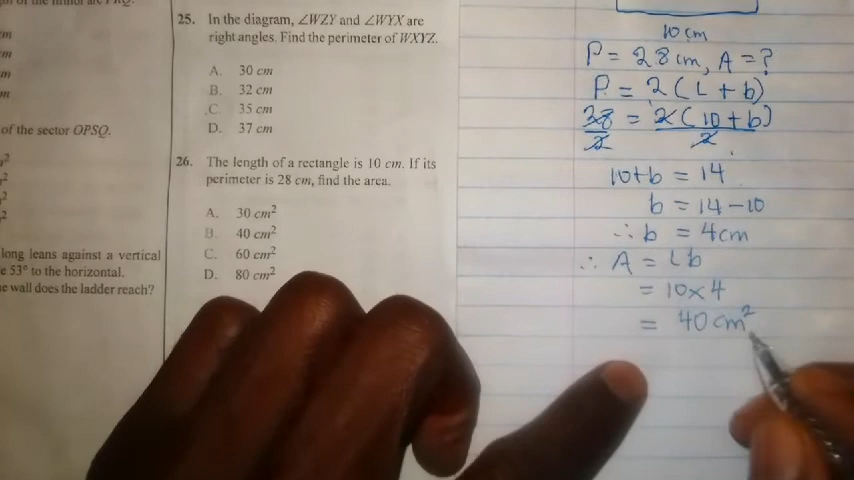 of the sector OPSQ.
long leans against a vertical
e 53° to the horizontal.
e wall does the ladder reach?
25. In the diagram, ∠WZY and ∠WYX are
right angles. Find the perimeter of WXYZ.
A. 30 cm
B. 32 cm
C. 35 cm
D. 37 cm
26. The length of a rectangle is 10 cm. If its
perimeter is 28 cm, find the area.
A. 30 cm²
B. 40 cm²
C. 60 cm²
D. 80 cm²
10 cm
P = 28 cm, A = ?
P = 2(L + b)
28/2 = 2(10 + b)/2
10+b = 14
b = 14 - 10
∴ b = 4cm
∴ A = Lb
= 10 × 4
= 40 cm²